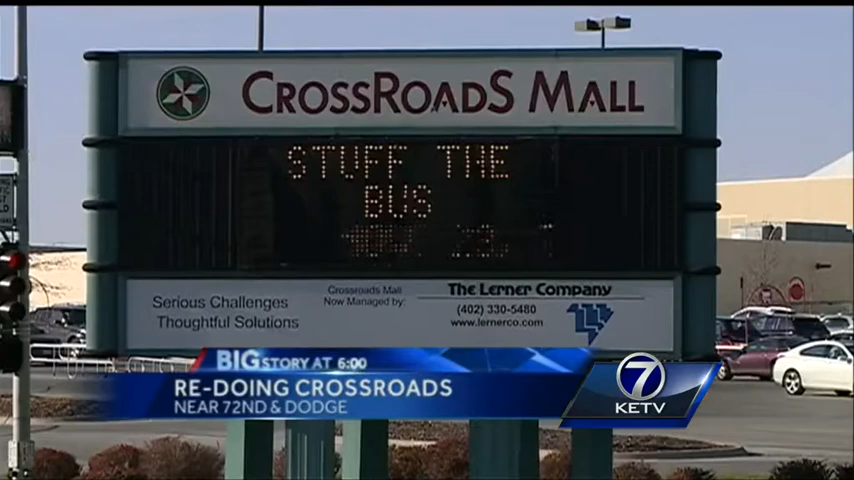 CROSSROADS MALL
STUFF THE
BUS
Serious Challenges
Thoughtful Solutions
Crossroads Mall
Now Managed by:
The Lerner Company
(402) 330-5480
www.lernerco.com
BIG STORY AT 6:00
RE-DOING CROSSROADS
NEAR 72ND & DODGE
7
KETV